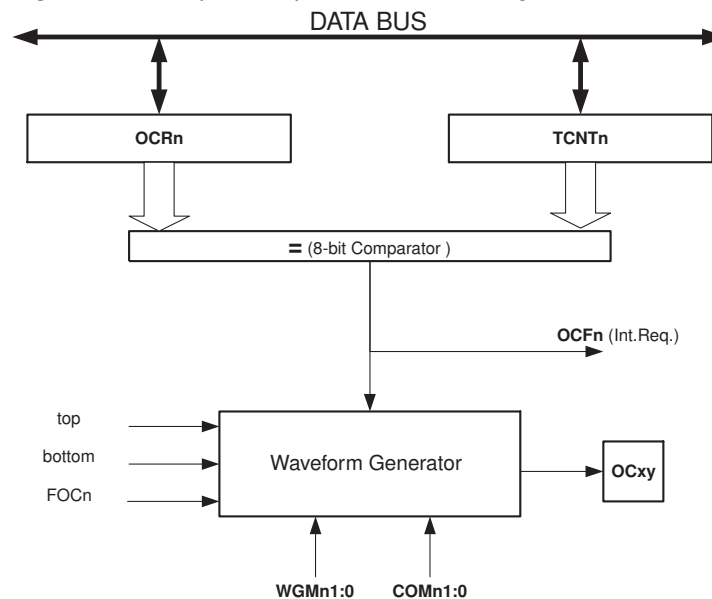 DATA BUS
OCRn
TCNTn
= (8-bit Comparator )
OCFn (Int.Req.)
top
bottom
FOCn
Waveform Generator
OCxy
WGMn1:0
COMn1:0